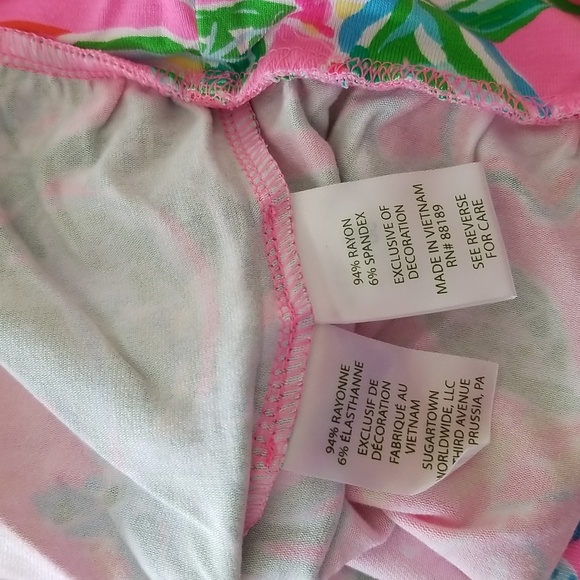 94% RAYON
6% SPANDEX
EXCLUSIVE OF
DECORATION
MADE IN VIETNAM
RN# 88189
SEE REVERSE
FOR CARE
94% RAYONNE
6% ÉLASTHANNE
EXCLUSIF DE
DÉCORATION
FABRIQUÉ AU
VIETNAM
SUGARTOWN
WORLDWIDE, LLC
THIRD AVENUE
PRUSSIA, PA